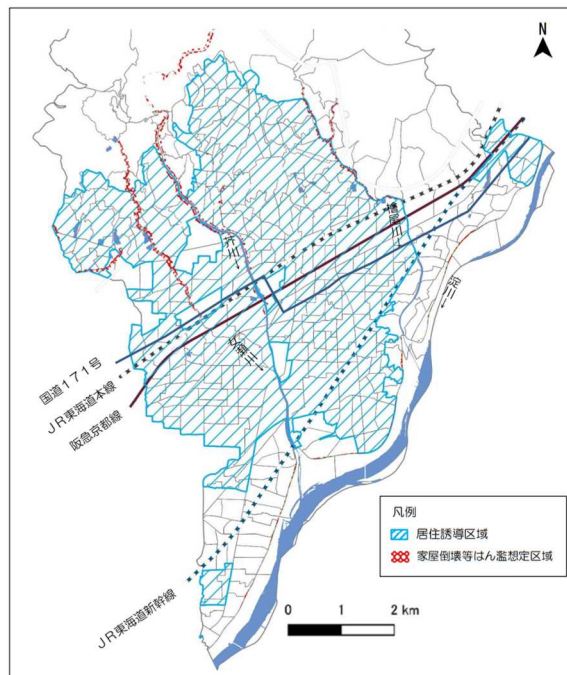 N
芥川→
檜尾川→
淀川→
女瀬川→
国道171号
JR東海道本線
阪急京都線
JR東海道新幹線
凡例
居住誘導区域
家屋倒壊等はん濫想定区域
0 1 2 km